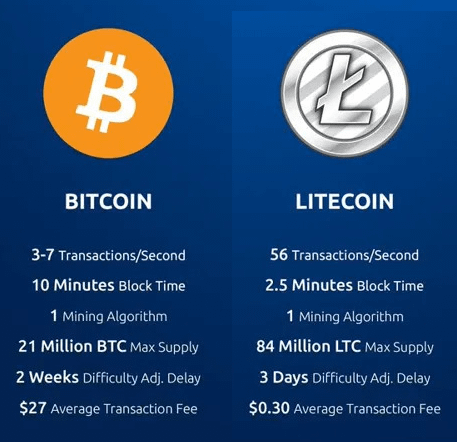 BITCOIN
3-7 Transactions/Second
10 Minutes Block Time
1 Mining Algorithm
21 Million BTC Max Supply
2 Weeks Difficulty Adj. Delay
$27 Average Transaction Fee
LITECOIN
56 Transactions/Second
2.5 Minutes Block Time
1 Mining Algorithm
84 Million LTC Max Supply
3 Days Difficulty Adj. Delay
$0.30 Average Transaction Fee